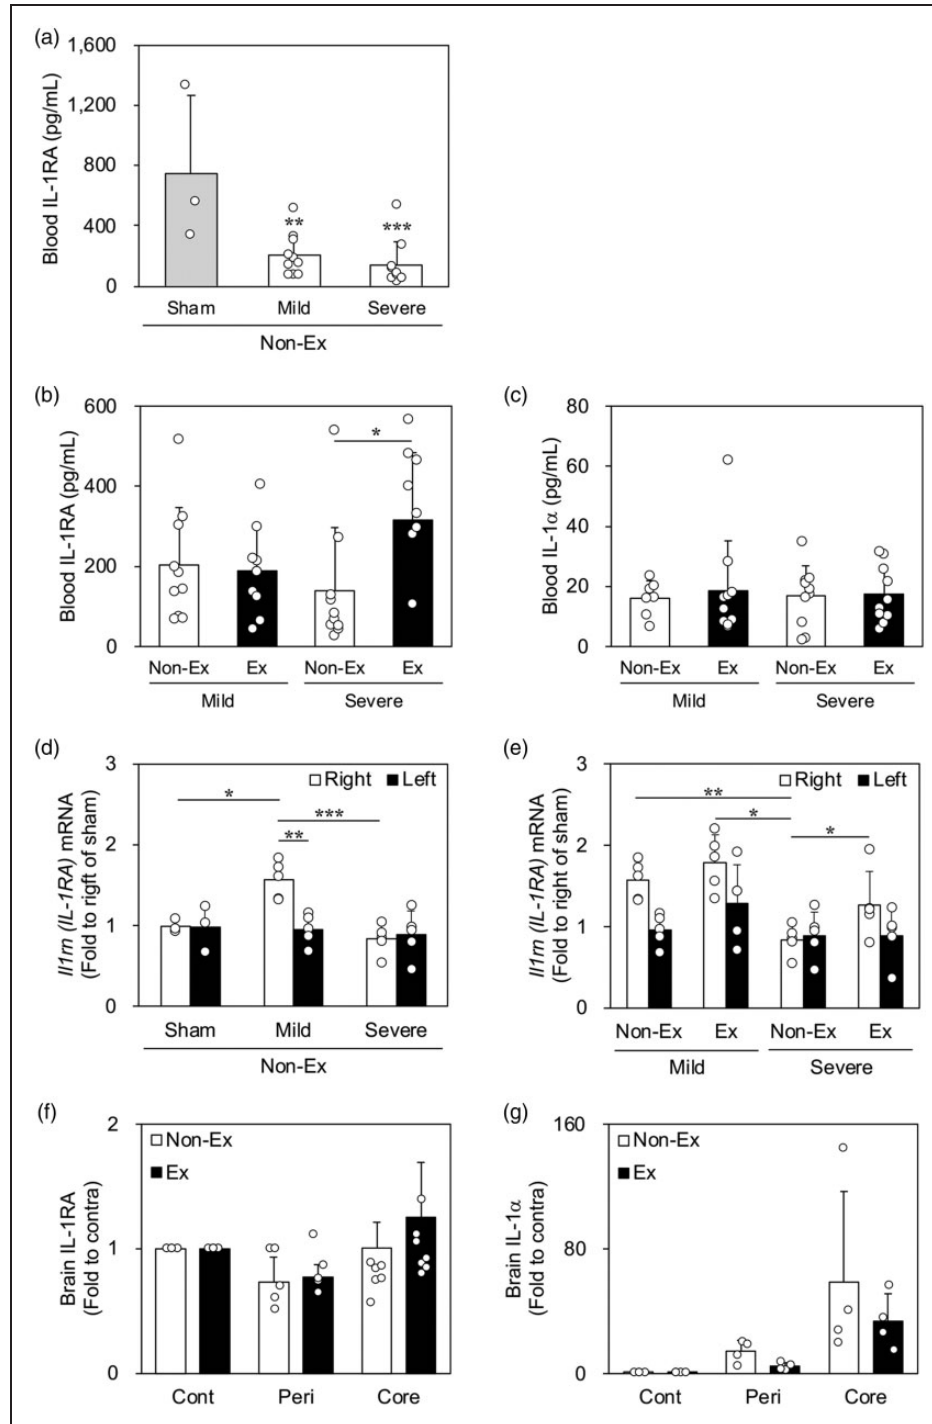 (a)
Blood IL-1RA (pg/mL)
1,600
1,200
800
400
0
**
***
Sham Mild Severe
Non-Ex
(b)
Blood IL-1RA (pg/mL)
600
400
200
0
*
Non-Ex Ex Non-Ex Ex
Mild Severe
(c)
Blood IL-1α (pg/mL)
80
60
40
20
0
Non-Ex Ex Non-Ex Ex
Mild Severe
(d)
Il1rn (IL-1RA) mRNA
(Fold to rigft of sham)
3
2
1
0
Right Left
*
***
**
Sham Mild Severe
Non-Ex
(e)
Il1rn (IL-1RA) mRNA
(Fold to right of sham)
3
2
1
0
Right Left
**
*
*
Non-Ex Ex Non-Ex Ex
Mild Severe
(f)
Brain IL-1RA
(Fold to contra)
2
1
0
Non-Ex
Ex
Cont Peri Core
(g)
Brain IL-1α
(Fold to contra)
160
80
0
Non-Ex
Ex
Cont Peri Core